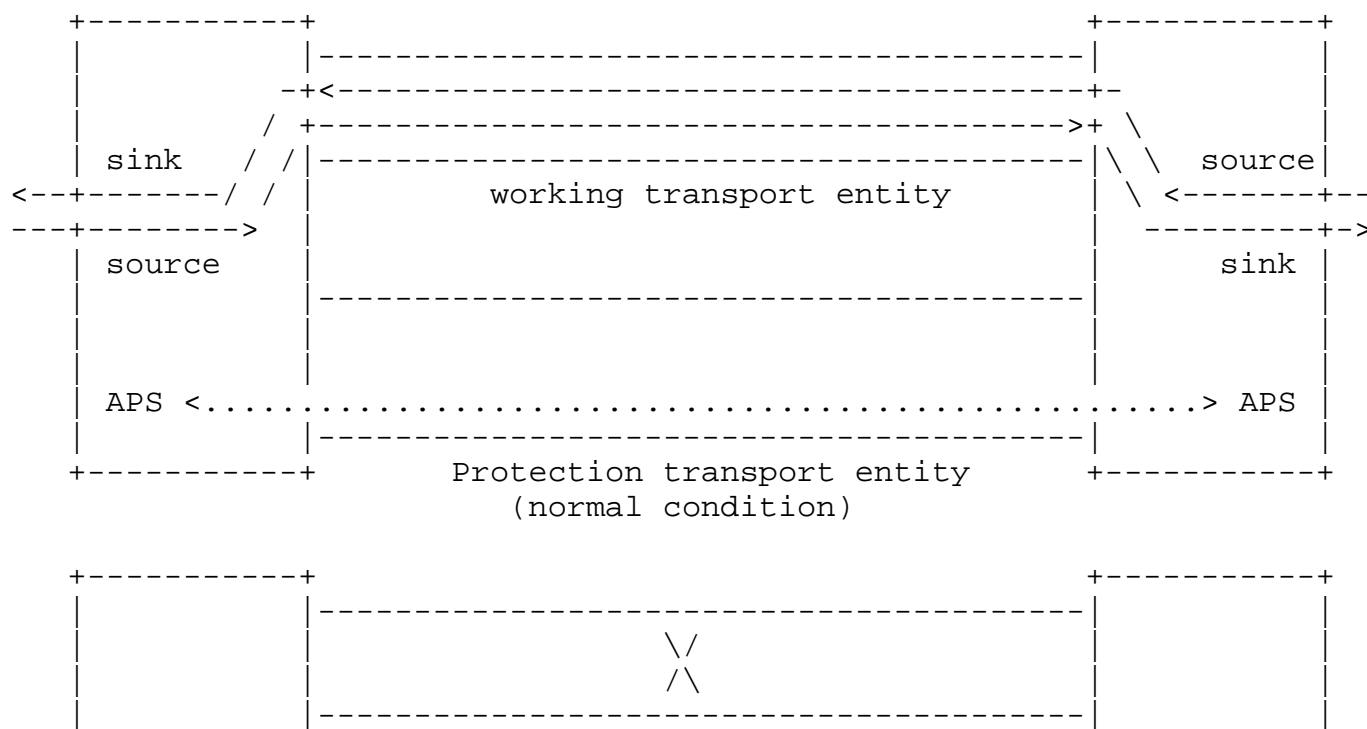 sink source
working transport entity
source sink
APS <..................................................> APS
Protection transport entity
(normal condition)